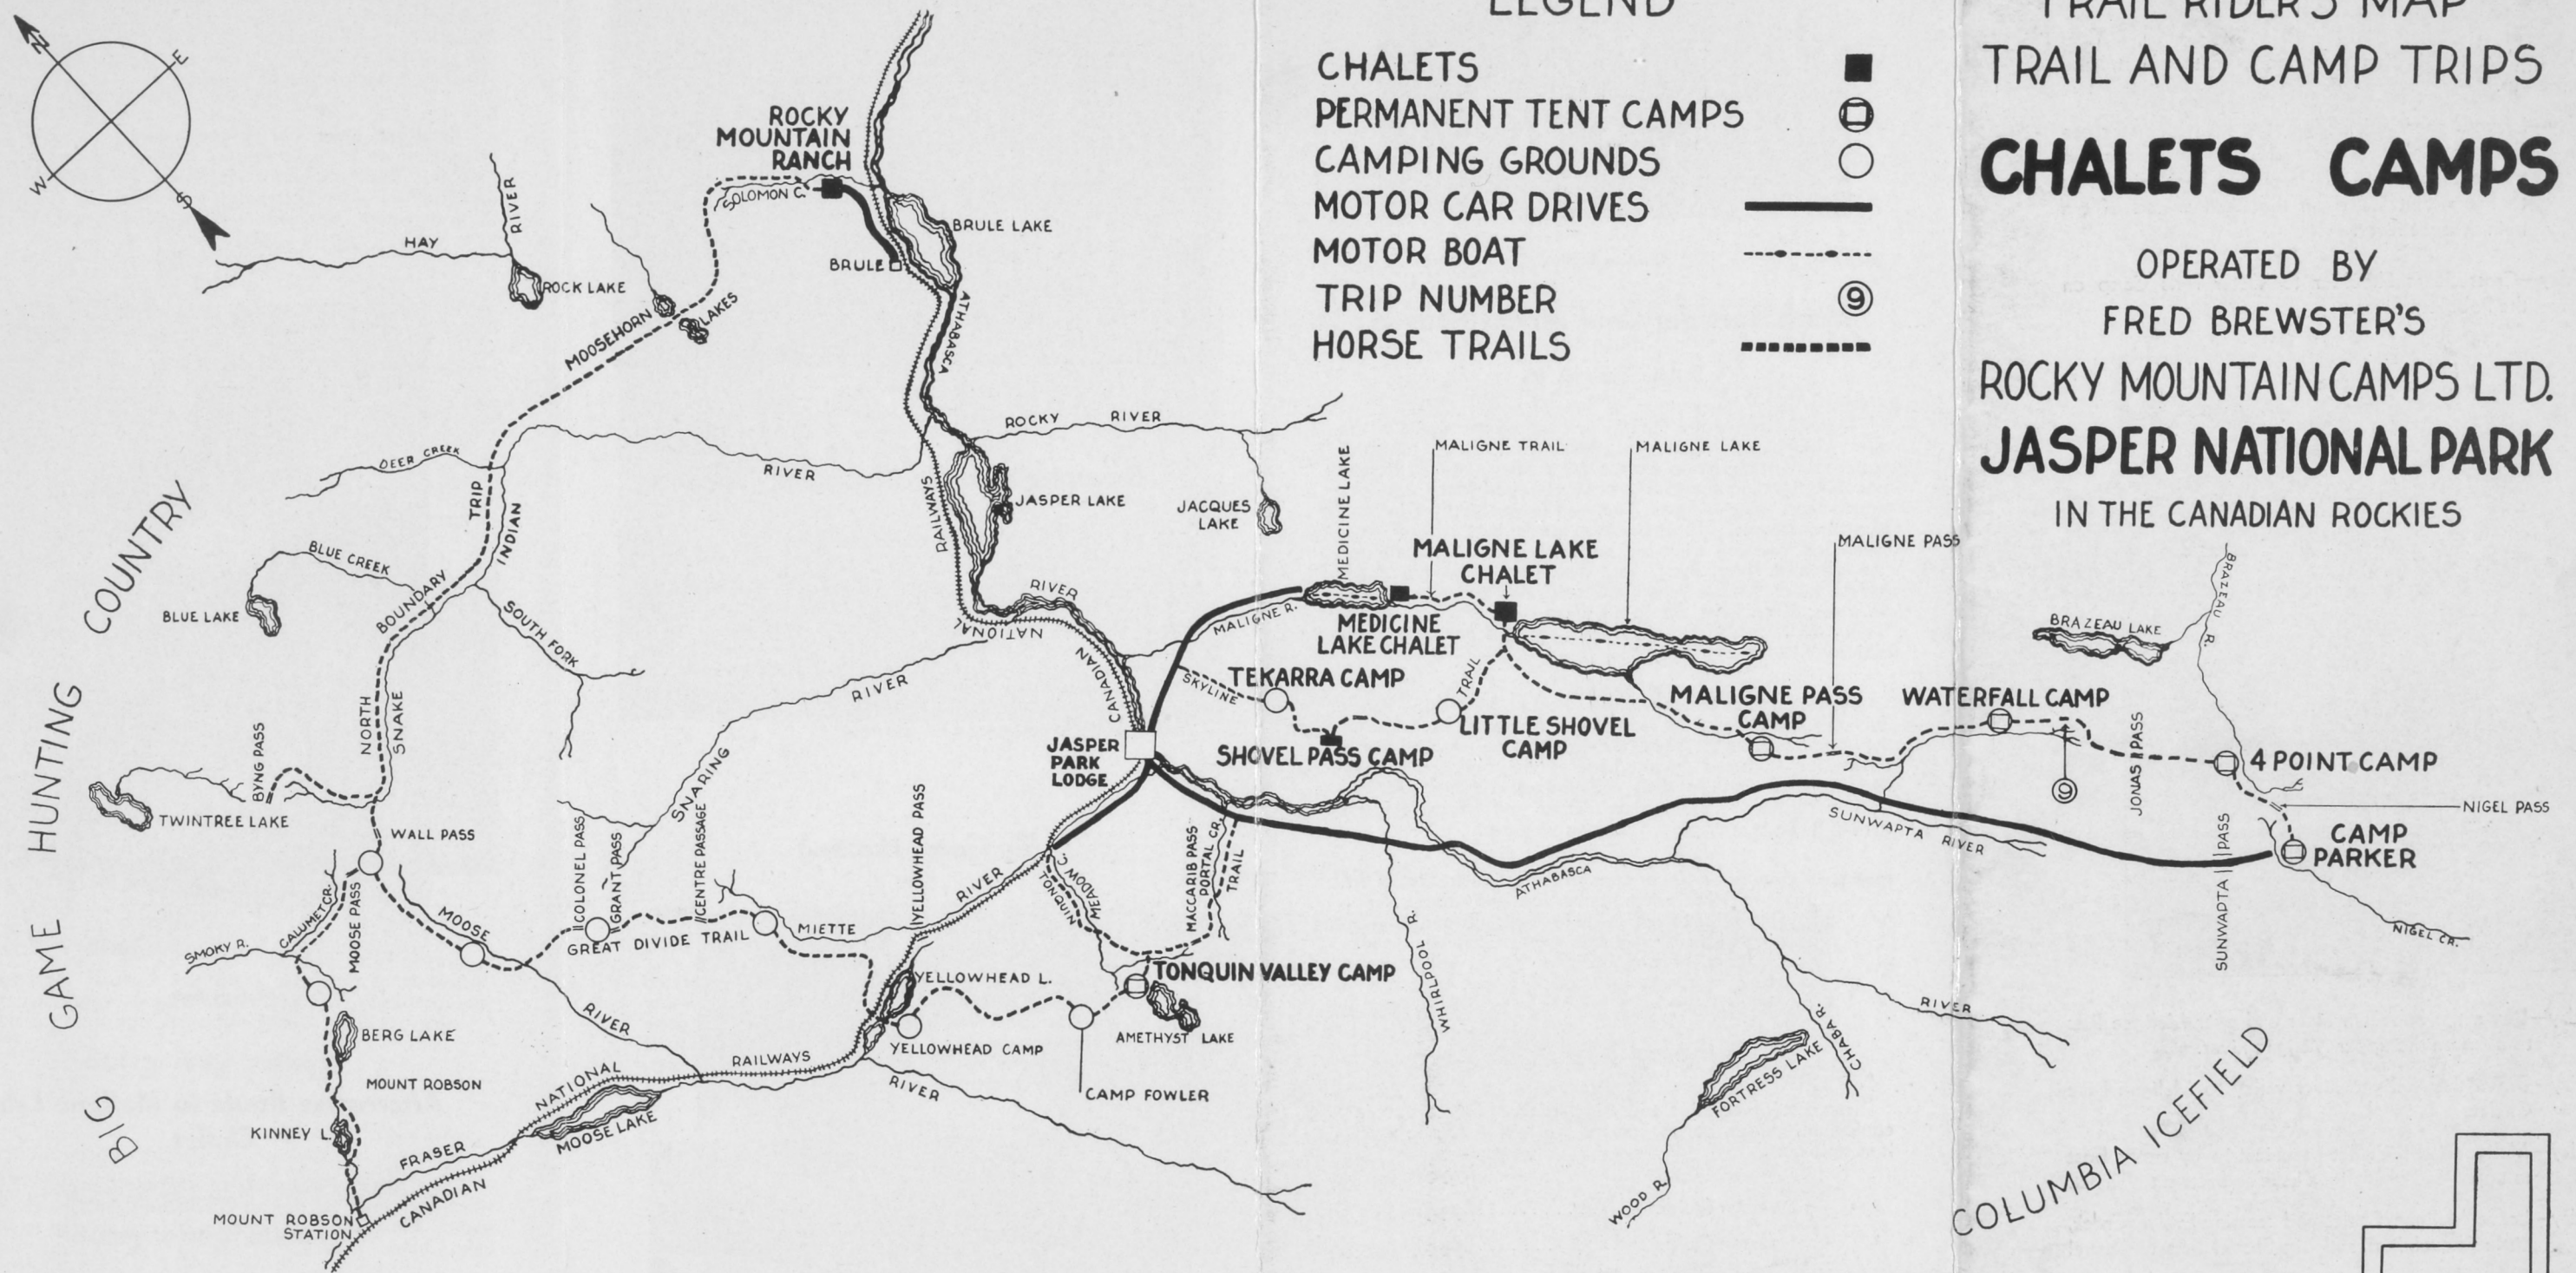 LEGEND
CHALETS
PERMANENT TENT CAMPS
CAMPING GROUNDS
MOTOR CAR DRIVES
MOTOR BOAT
TRIP NUMBER
9
HORSE TRAILS
TRAIL RIDER'S MAP
TRAIL AND CAMP TRIPS
CHALETS CAMPS
OPERATED BY
FRED BREWSTER'S
ROCKY MOUNTAIN CAMPS LTD.
JASPER NATIONAL PARK
IN THE CANADIAN ROCKIES
N
E
W
S
ROCKY
MOUNTAIN
RANCH
SOLOMON C.
BRULE LAKE
BRULE
HAY
RIVER
ROCK LAKE
MOOSEHORN
LAKES
ATHABASCA
ROCKY RIVER
DEER CREEK
RIVER
TRIP
INDIAN
RAILWAYS
JASPER LAKE
JACQUES
LAKE
MEDICINE LAKE
MALIGNE TRAIL
MALIGNE LAKE
MALIGNE PASS
BIG GAME HUNTING COUNTRY
BLUE CREEK
BLUE LAKE
BOUNDARY
SOUTH FORK
RIVER
NATIONAL
CANADIAN
MALIGNE LAKE
CHALET
MALIGNE R.
MEDICINE
LAKE CHALET
BRAZEAU R.
BRAZEAU LAKE
NORTH
SNAKE
RIVER
SNARING
SKYLINE
TEKARRA CAMP
TRAIL
LITTLE SHOVEL
CAMP
SHOVEL PASS CAMP
MALIGNE PASS
CAMP
WATERFALL CAMP
9
JONAS PASS
4 POINT CAMP
NIGEL PASS
BYNG PASS
TWINTREE LAKE
JASPER
PARK
LODGE
WALL PASS
CALUMET CR.
MOOSE PASS
SMOKY R.
MOOSE
RIVER
COLONEL PASS
GRANT PASS
CENTRE PASSAGE
GREAT DIVIDE TRAIL
MIETTE
RIVER
YELLOWHEAD PASS
TONQUIN
MEADOW C.
MACCARIB PASS
PORTAL CR.
TRAIL
SUNWAPTA RIVER
SUNWAPTA PASS
CAMP
PARKER
NIGEL CR.
ATHABASCA
RIVER
WHIRLPOOL R.
CHABA R.
TONQUIN VALLEY CAMP
YELLOWHEAD L.
YELLOWHEAD CAMP
AMETHYST LAKE
CAMP FOWLER
BERG LAKE
MOUNT ROBSON
KINNEY L.
FRASER
RIVER
CANADIAN
NATIONAL
RAILWAYS
MOOSE LAKE
MOUNT ROBSON
STATION
FORTRESS LAKE
WOOD R.
COLUMBIA ICEFIELD